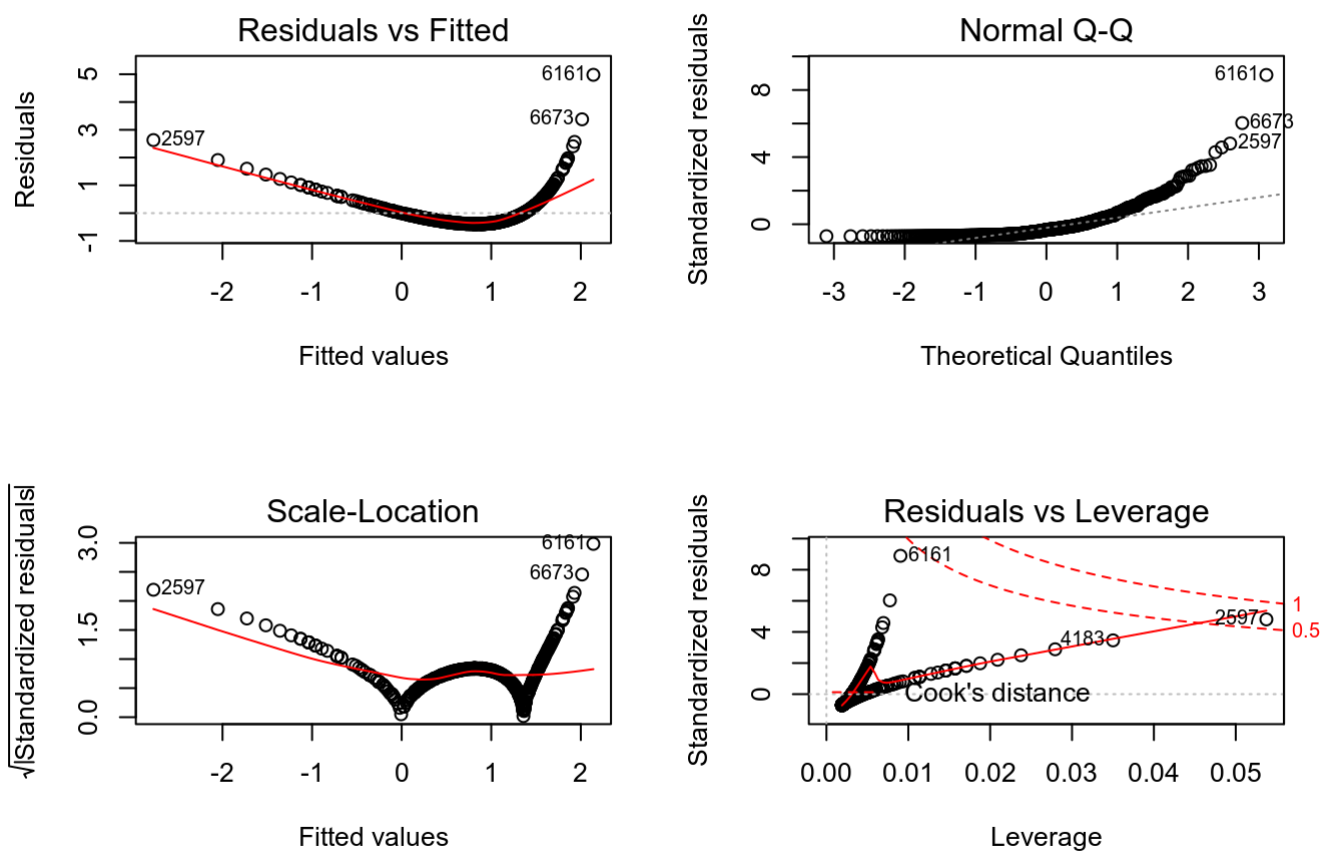 Residuals vs Fitted
Residuals
5
3
1
-1
6161
6673
2597
-2 -1 0 1 2
Fitted values
Normal Q-Q
Standardized residuals
8
4
0
6161
6673
2597
-3 -2 -1 0 1 2 3
Theoretical Quantiles
Scale-Location
√|Standardized residuals|
3.0
1.5
0.0
6161
6673
2597
-2 -1 0 1 2
Fitted values
Residuals vs Leverage
Standardized residuals
8
4
0
6161
2597
4183
1
0.5
Cook's distance
0.00 0.01 0.02 0.03 0.04 0.05
Leverage